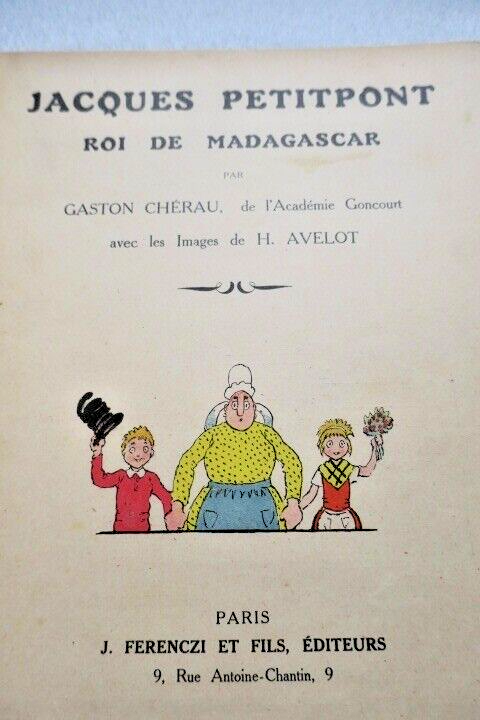 JACQUES PETITPONT
ROI DE MADAGASCAR
PAR
GASTON CHÉRAU, de l'Académie Goncourt
avec les Images de H. AVELOT
PARIS
J. FERENCZI ET FILS, ÉDITEURS
9, Rue Antoine-Chantin, 9